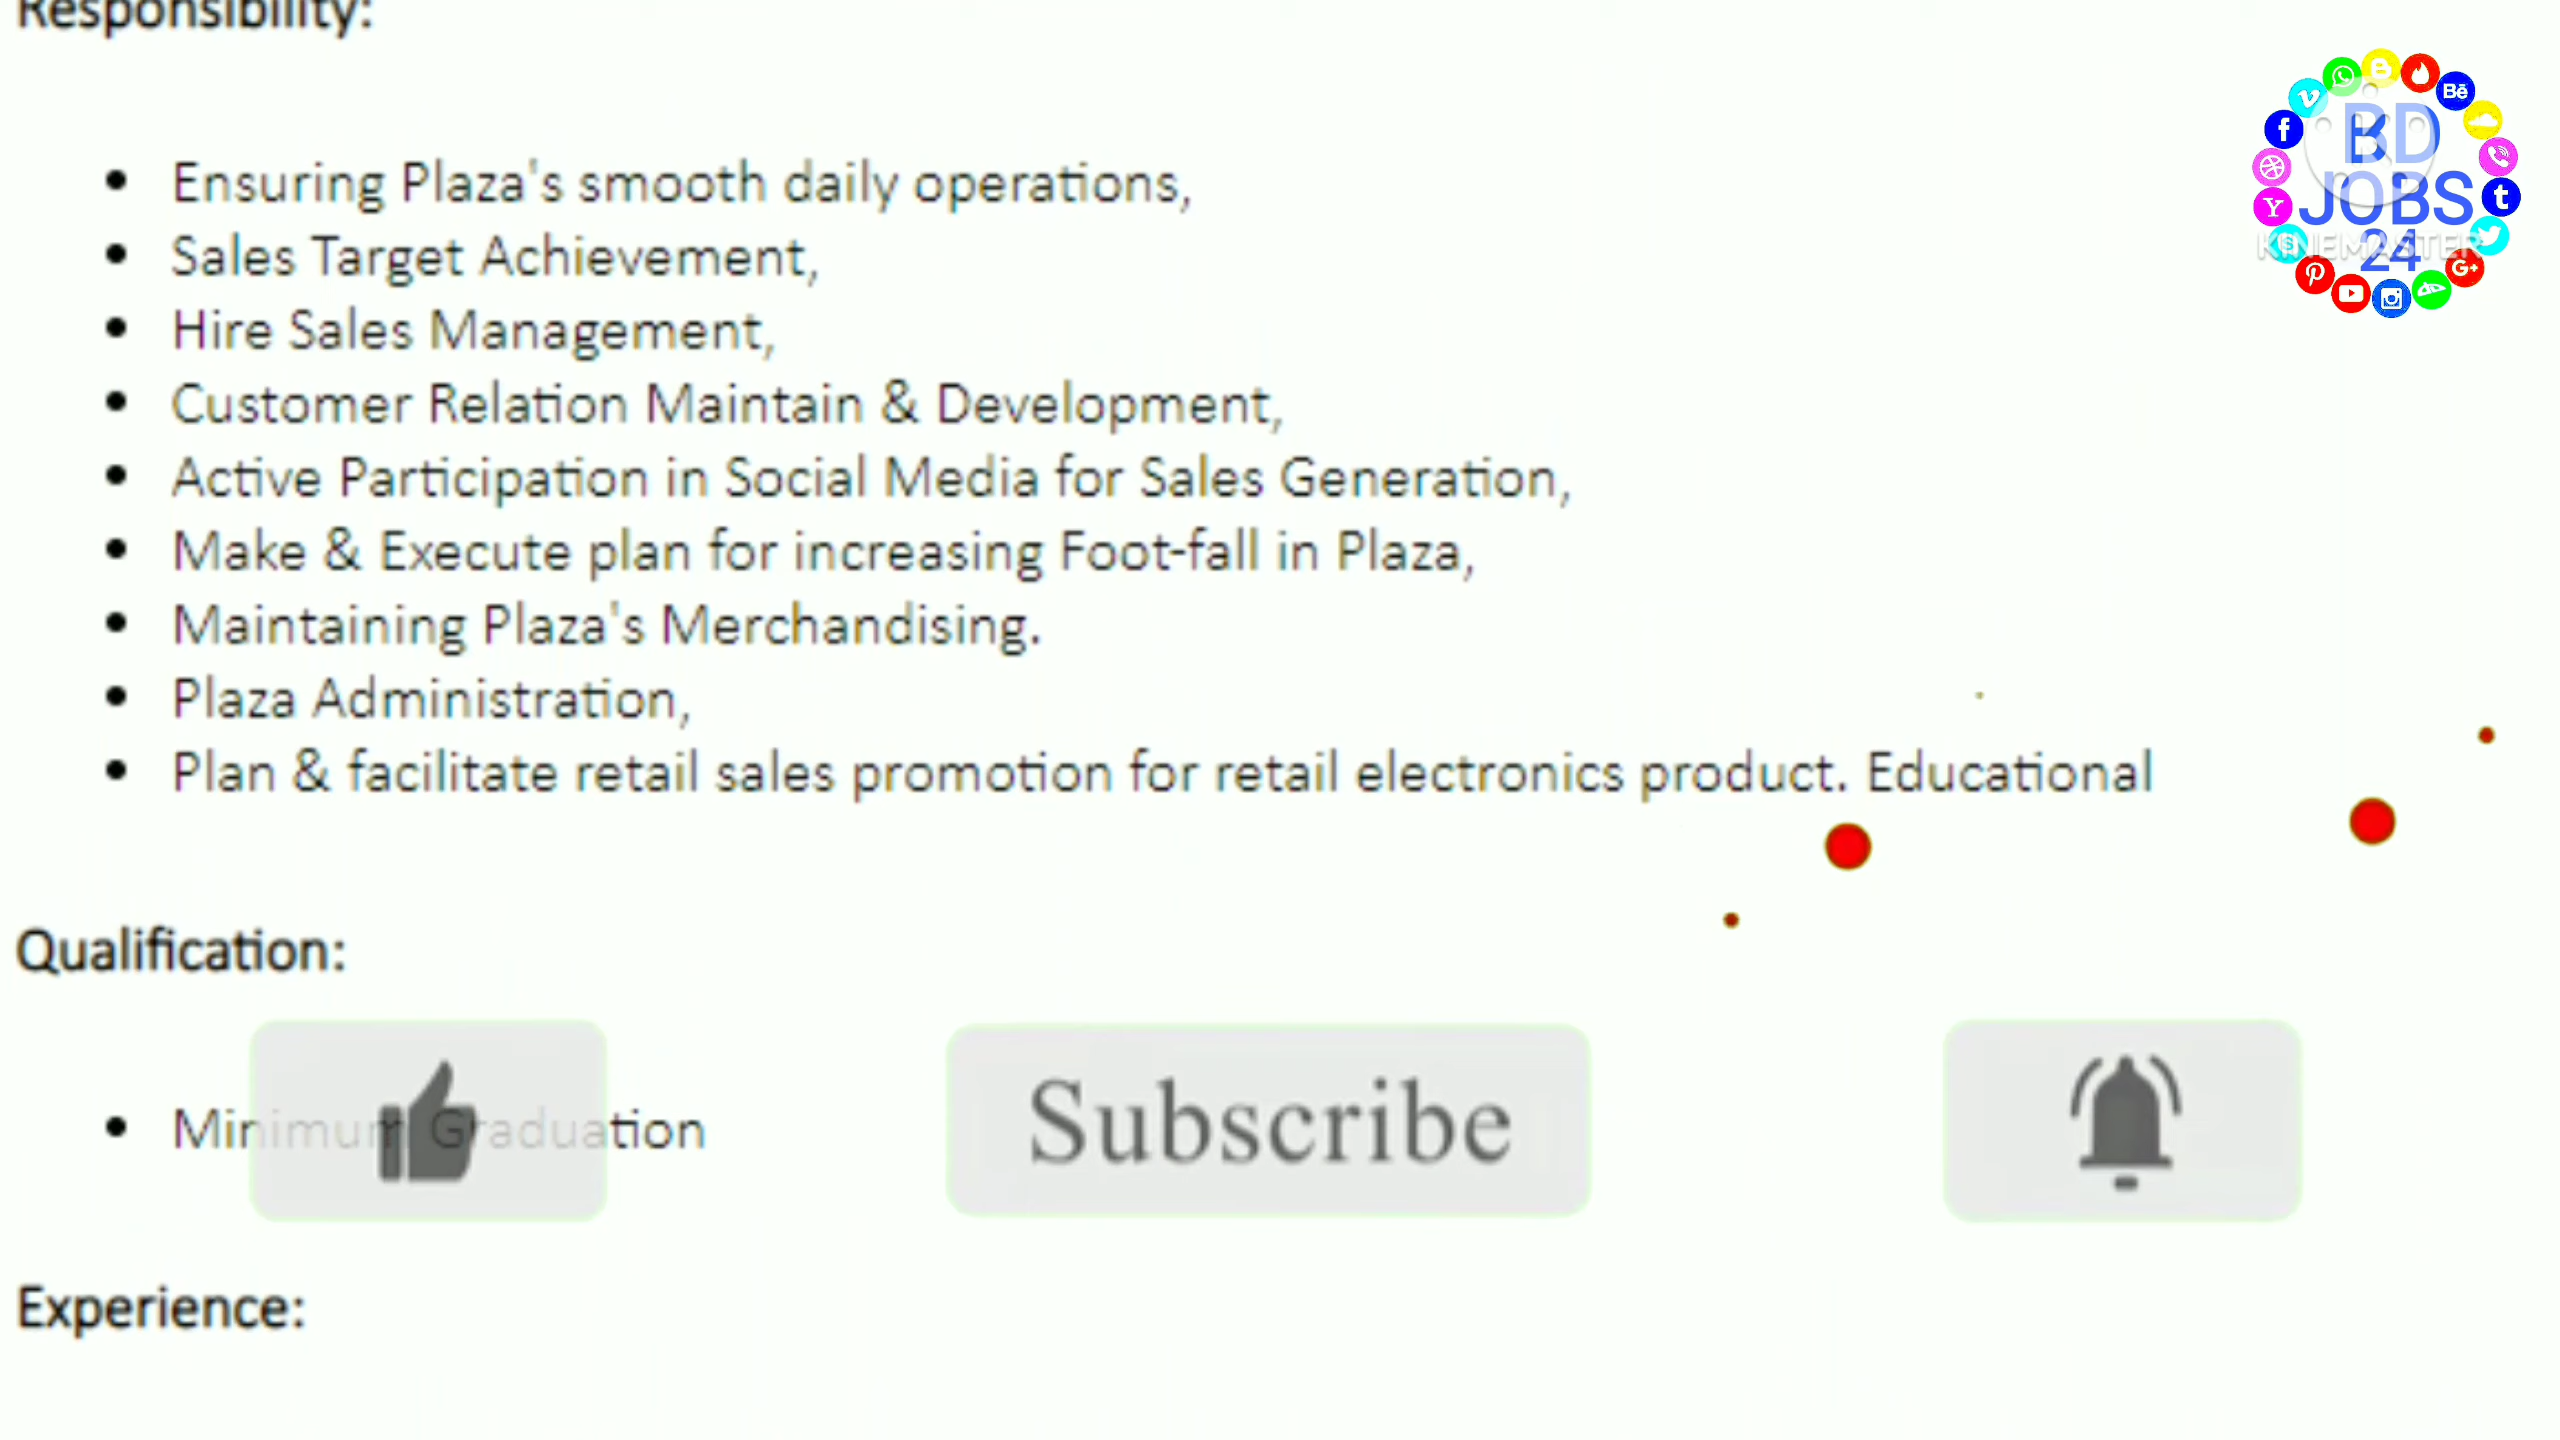 Responsibility:
• Ensuring Plaza's smooth daily operations,
• Sales Target Achievement,
• Hire Sales Management,
• Customer Relation Maintain & Development,
• Active Participation in Social Media for Sales Generation,
• Make & Execute plan for increasing Foot-fall in Plaza,
• Maintaining Plaza's Merchandising.
• Plaza Administration,
• Plan & facilitate retail sales promotion for retail electronics product. Educational
Qualification:
• Minimum Graduation
Subscribe
Experience:
BD
JOBS
24
KINEMASTER